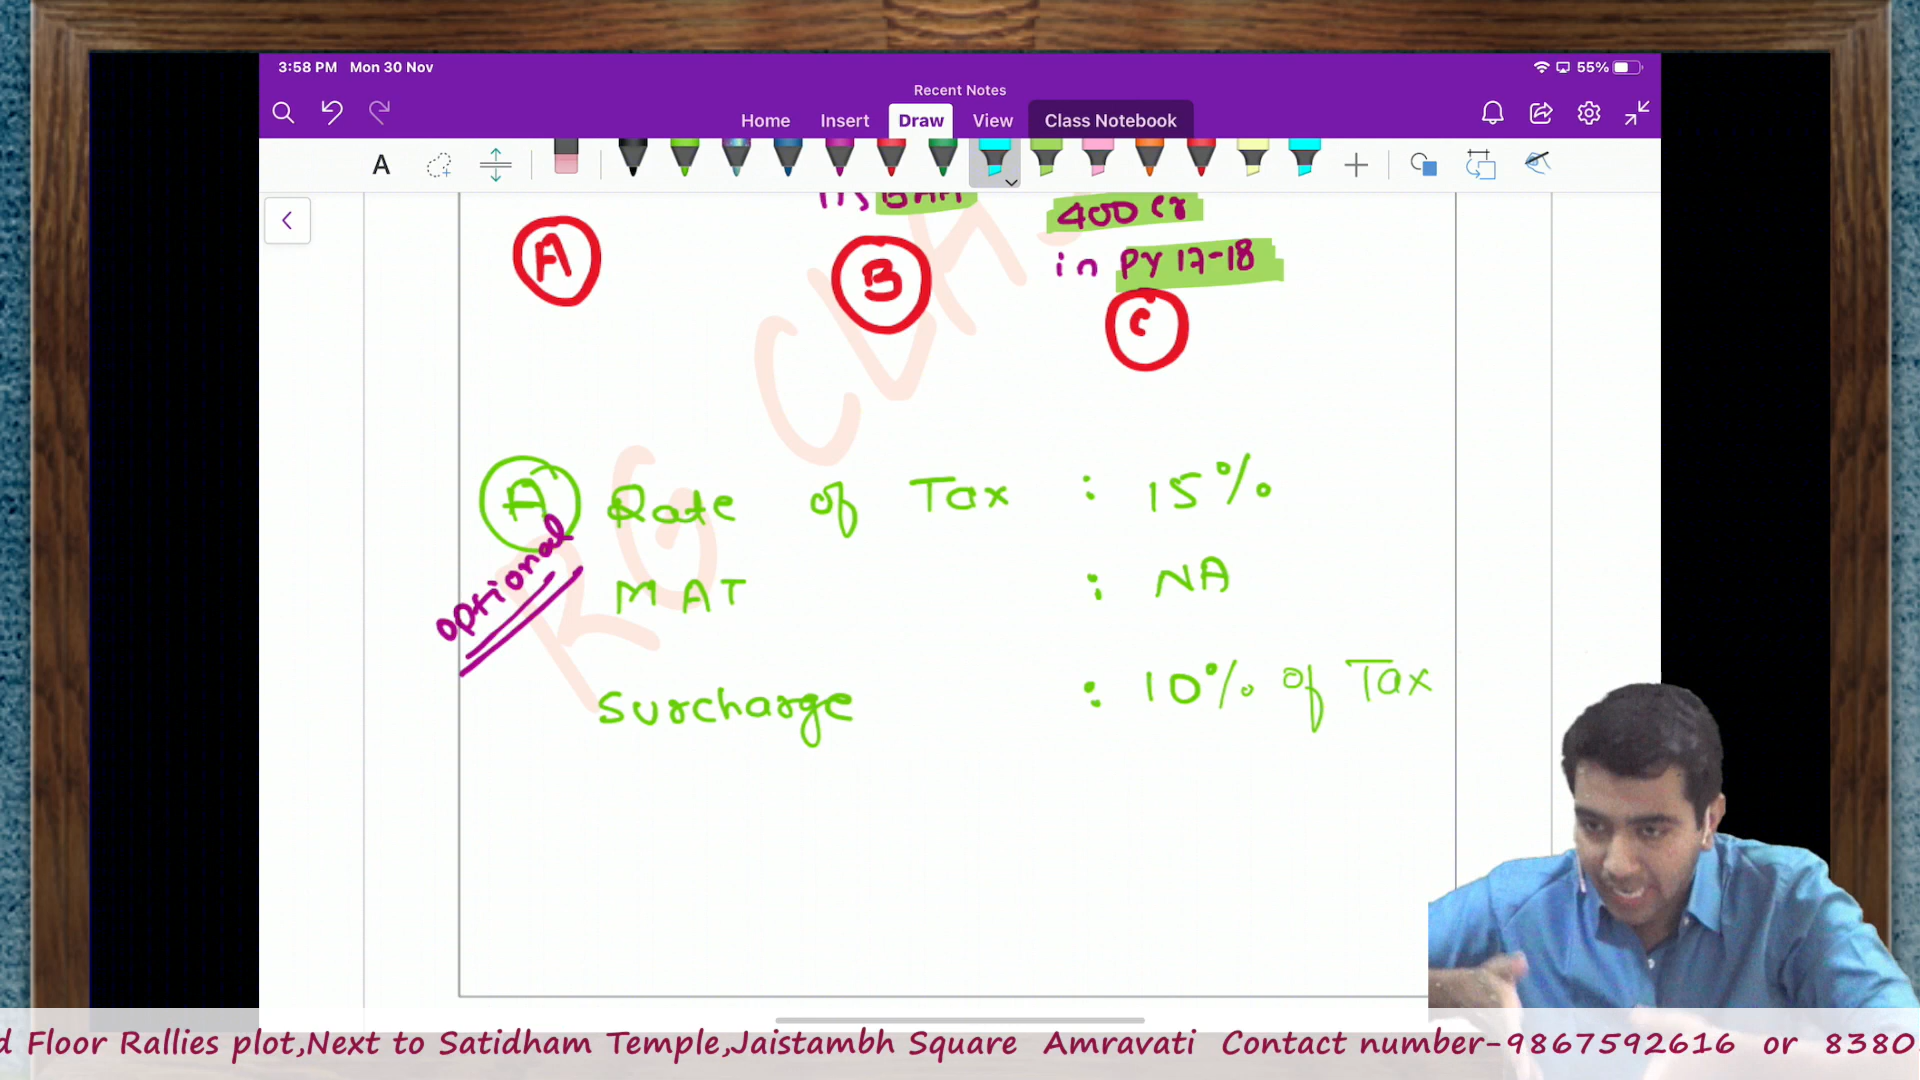 3:58 PM Mon 30 Nov
55%
Recent Notes
Home Insert Draw View Class Notebook
A
400 Cr
in PY 17-18
A
B
C
RG
A Rate of Tax : 15%
optional
MAT : NA
Surcharge : 10% of Tax
d Floor Rallies plot,Next to Satidham Temple,Jaistambh Square Amravati Contact number-9867592616 or 8380